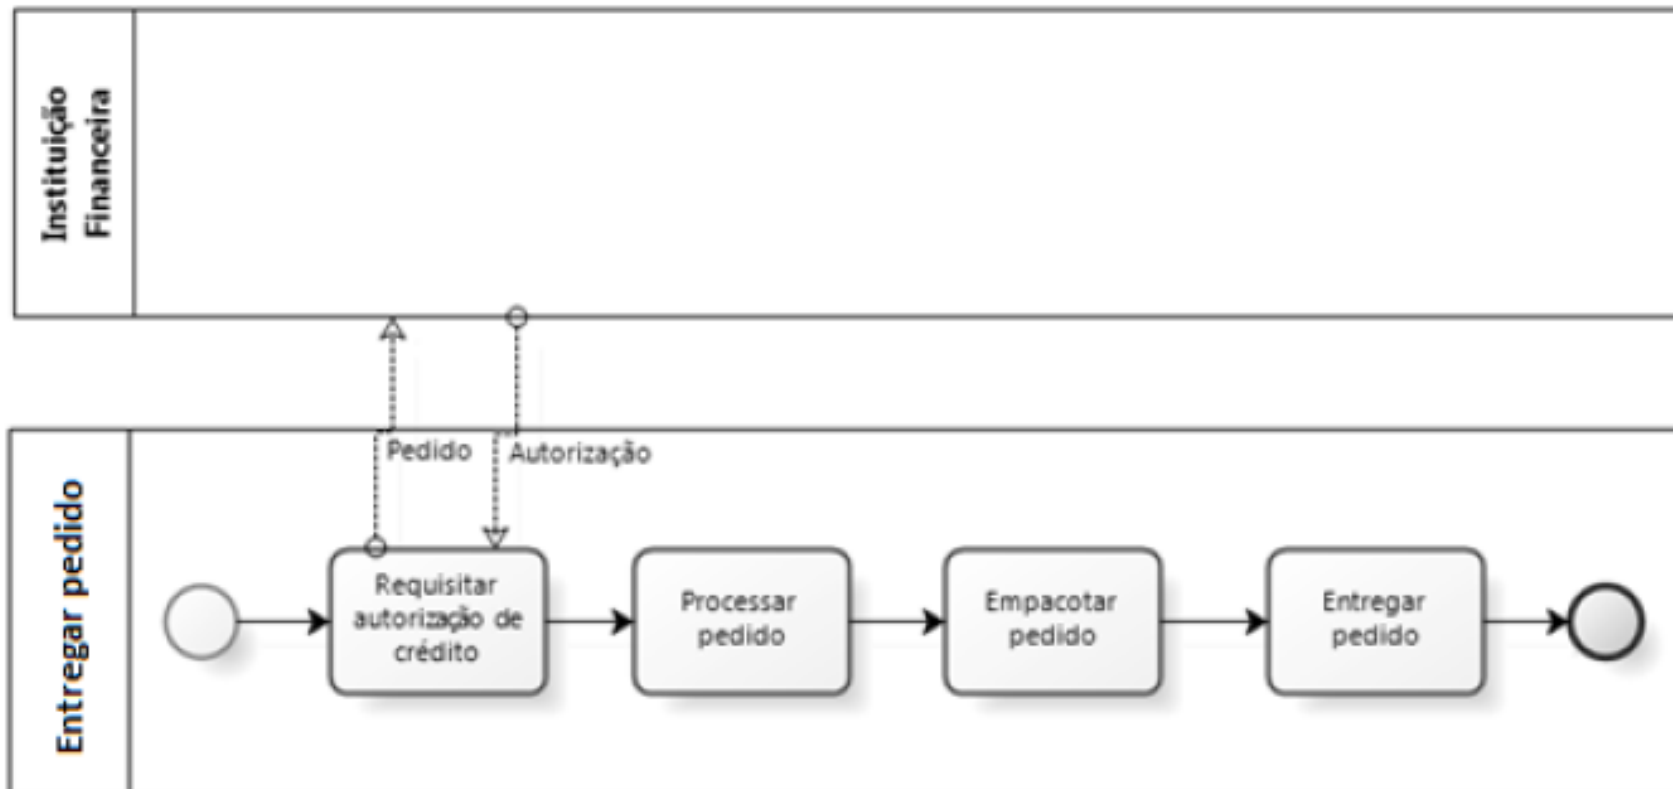 Instituição
Financeira
Pedido
Autorização
Entregar pedido
Requisitar
autorização de
crédito
Processar
pedido
Empacotar
pedido
Entregar
pedido